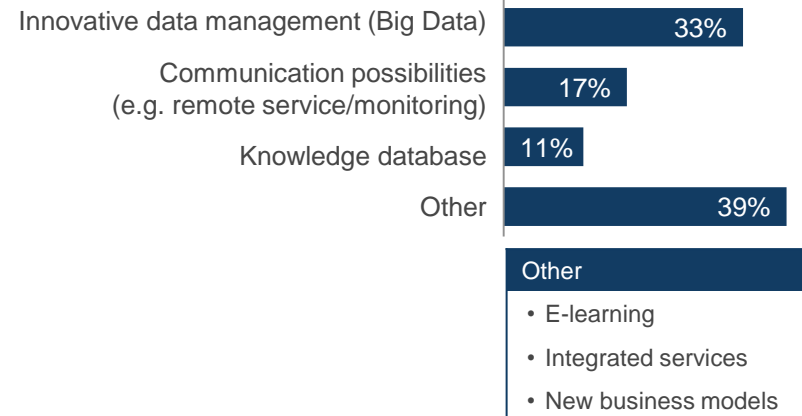 Innovative data management (Big Data) 33%
Communication possibilities
(e.g. remote service/monitoring) 17%
Knowledge database 11%
Other 39%
Other
• E-learning
• Integrated services
• New business models